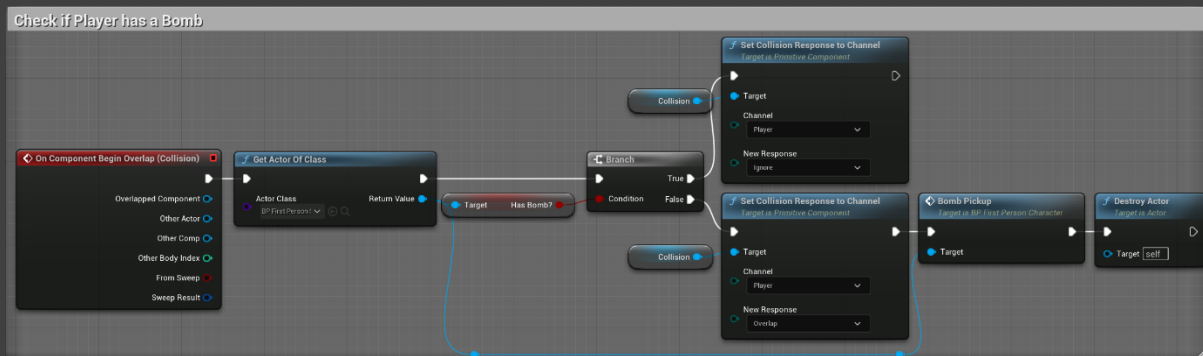 Check if Player has a Bomb
Set Collision Response to Channel
Target is Primitive Component
Collision
Target
Channel
Player
New Response
Ignore
On Component Begin Overlap (Collision)
Overlapped Component
Other Actor
Other Comp
Other Body Index
From Sweep
Sweep Result
Get Actor Of Class
Actor Class
BP First Person
Return Value
Target
Has Bomb?
Branch
True
Condition
False
Set Collision Response to Channel
Target is Primitive Component
Collision
Target
Channel
Player
New Response
Overlap
Bomb Pickup
Target is BP First Person Character
Target
Destroy Actor
Target self